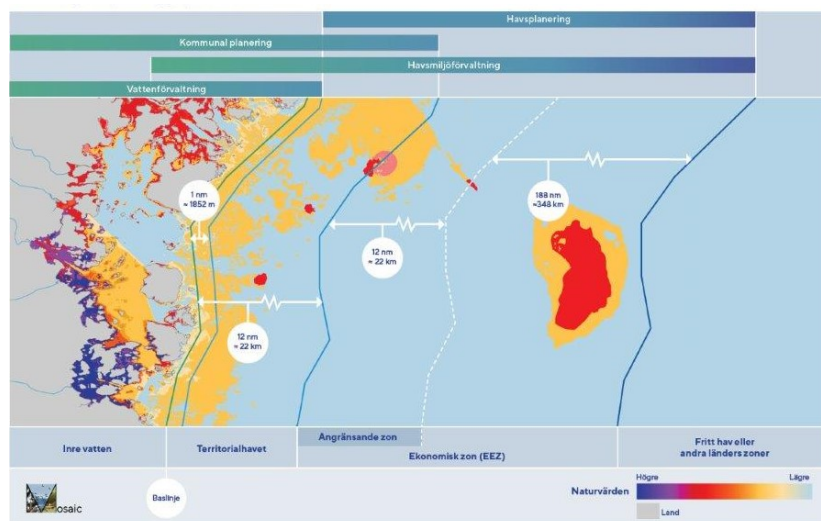 Havsplanering
Kommunal planering
Havsmiljöförvaltning
Vattenförvaltning
1 nm
≈ 1852 m
188 nm
≈348 km
12 nm
≈ 22 km
12 nm
≈ 22 km
Inre vatten
Territorialhavet
Angränsande zon
Ekonomisk zon (EEZ)
Fritt hav eller
andra länders zoner
Baslinje
Naturvärden
Högre
Lägre
Land
osaic